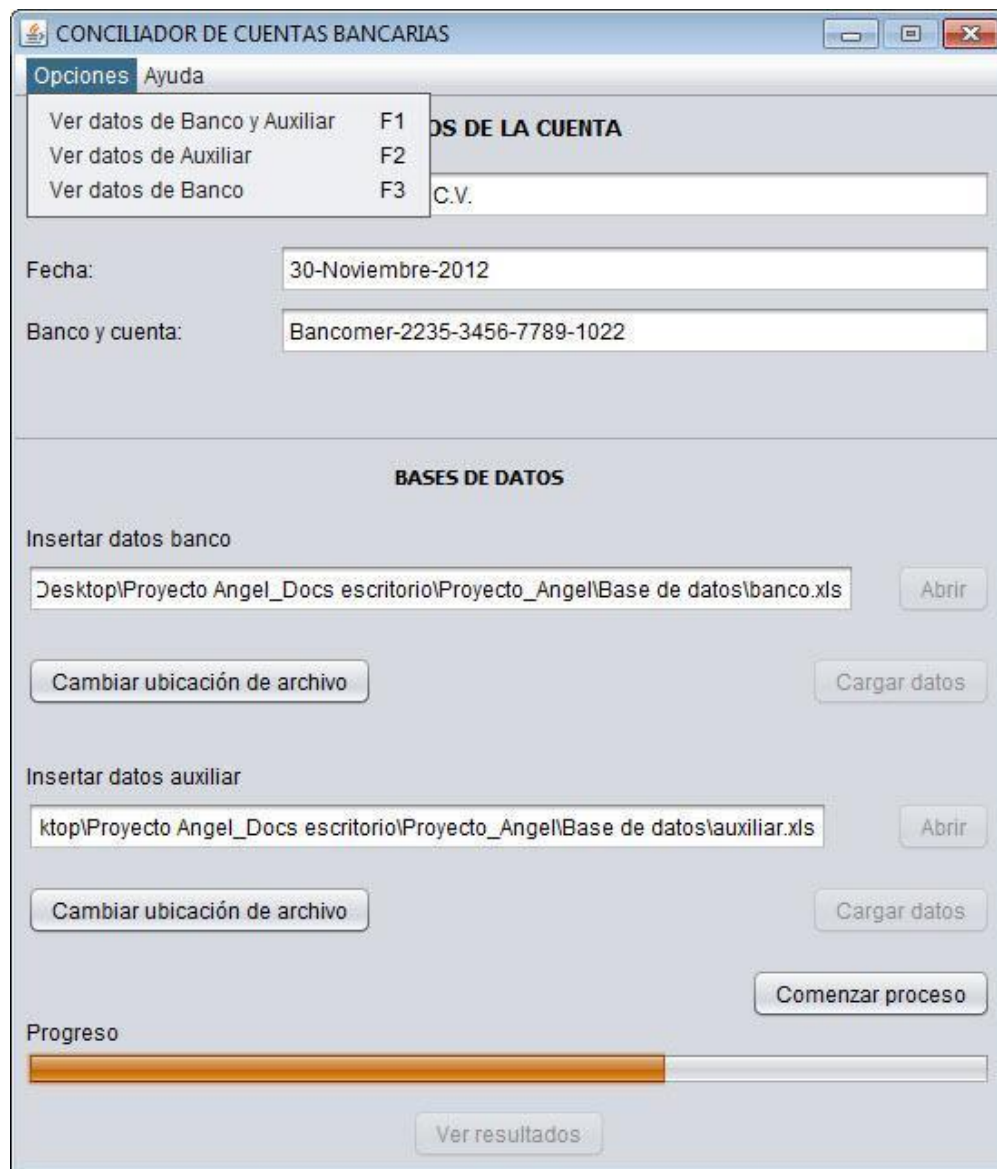 CONCILIADOR DE CUENTAS BANCARIAS
Opciones Ayuda
Ver datos de Banco y Auxiliar F1
Ver datos de Auxiliar F2
Ver datos de Banco F3
OS DE LA CUENTA
C.V.
Fecha: 30-Noviembre-2012
Banco y cuenta: Bancomer-2235-3456-7789-1022
BASES DE DATOS
Insertar datos banco
Desktop\Proyecto Angel_Docs escritorio\Proyecto_Angel\Base de datos\banco.xls Abrir
Cambiar ubicación de archivo Cargar datos
Insertar datos auxiliar
ktop\Proyecto Angel_Docs escritorio\Proyecto_Angel\Base de datos\auxiliar.xls Abrir
Cambiar ubicación de archivo Cargar datos
Comenzar proceso
Progreso
Ver resultados